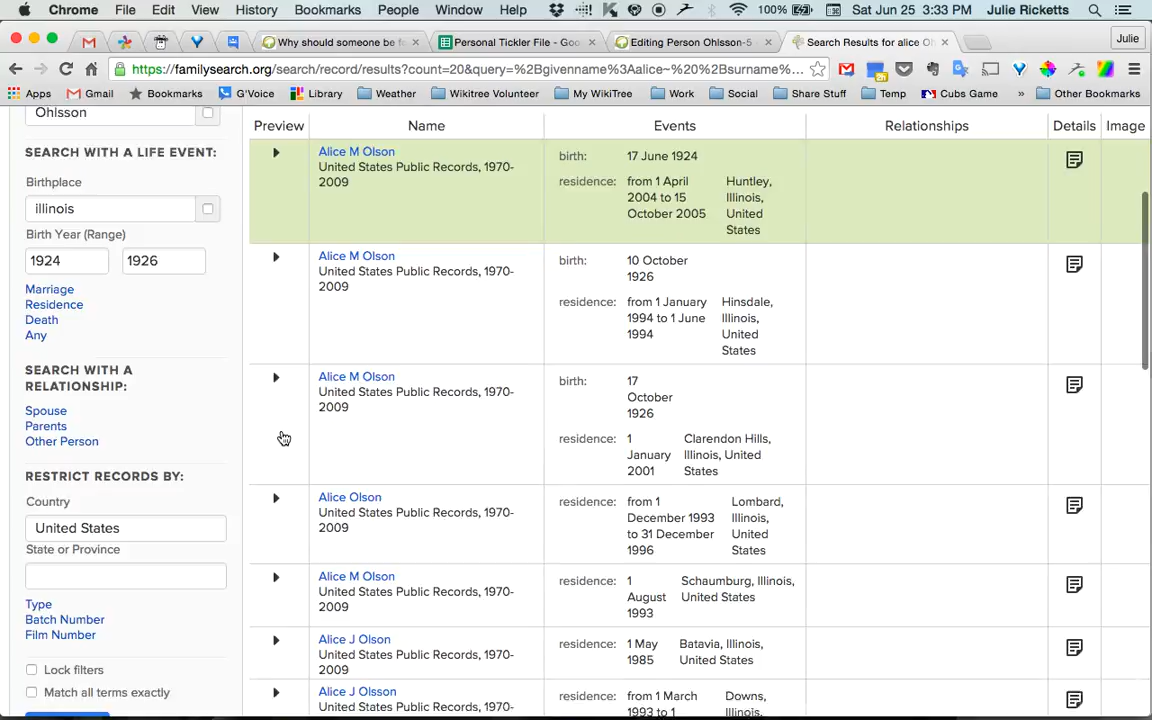 Chrome File Edit View History Bookmarks People Window Help 100% Sat Jun 25 3:33 PM Julie Ricketts
Why should someone be f × Personal Tickler File - Goo × Editing Person Ohlsson-5 × Search Results for alice Oh × Julie
https://familysearch.org/search/record/results?count=20&query=%2Bgivenname%3Aalice~%20%2Bsurname%...
Apps Gmail Bookmarks G'Voice Library Weather Wikitree Volunteer My WikiTree Work Social Share Stuff Temp Cubs Game » Other Bookmarks
Ohlsson
SEARCH WITH A LIFE EVENT:
Birthplace
illinois
Birth Year (Range)
1924 1926
Marriage
Residence
Death
Any
SEARCH WITH A
RELATIONSHIP:
Spouse
Parents
Other Person
RESTRICT RECORDS BY:
Country
United States
State or Province
Type
Batch Number
Film Number
Lock filters
Match all terms exactly
Preview Name Events Relationships Details Image
Alice M Olson birth: 17 June 1924
United States Public Records, 1970-
2009
residence: from 1 April Huntley,
2004 to 15 Illinois,
October 2005 United
States
Alice M Olson birth: 10 October
United States Public Records, 1970- 1926
2009
residence: from 1 January Hinsdale,
1994 to 1 June Illinois,
1994 United
States
Alice M Olson birth: 17
United States Public Records, 1970- October
2009 1926
residence: 1 Clarendon Hills,
January Illinois, United
2001 States
Alice Olson residence: from 1 Lombard,
United States Public Records, 1970- December 1993 Illinois,
2009 to 31 December United
1996 States
Alice M Olson residence: 1 Schaumburg, Illinois,
United States Public Records, 1970- August United States
2009 1993
Alice J Olson residence: 1 May Batavia, Illinois,
United States Public Records, 1970- 1985 United States
2009
Alice J Olsson residence: from 1 March Downs,
United States Public Records, 1970- 1993 to 1 Illinois,